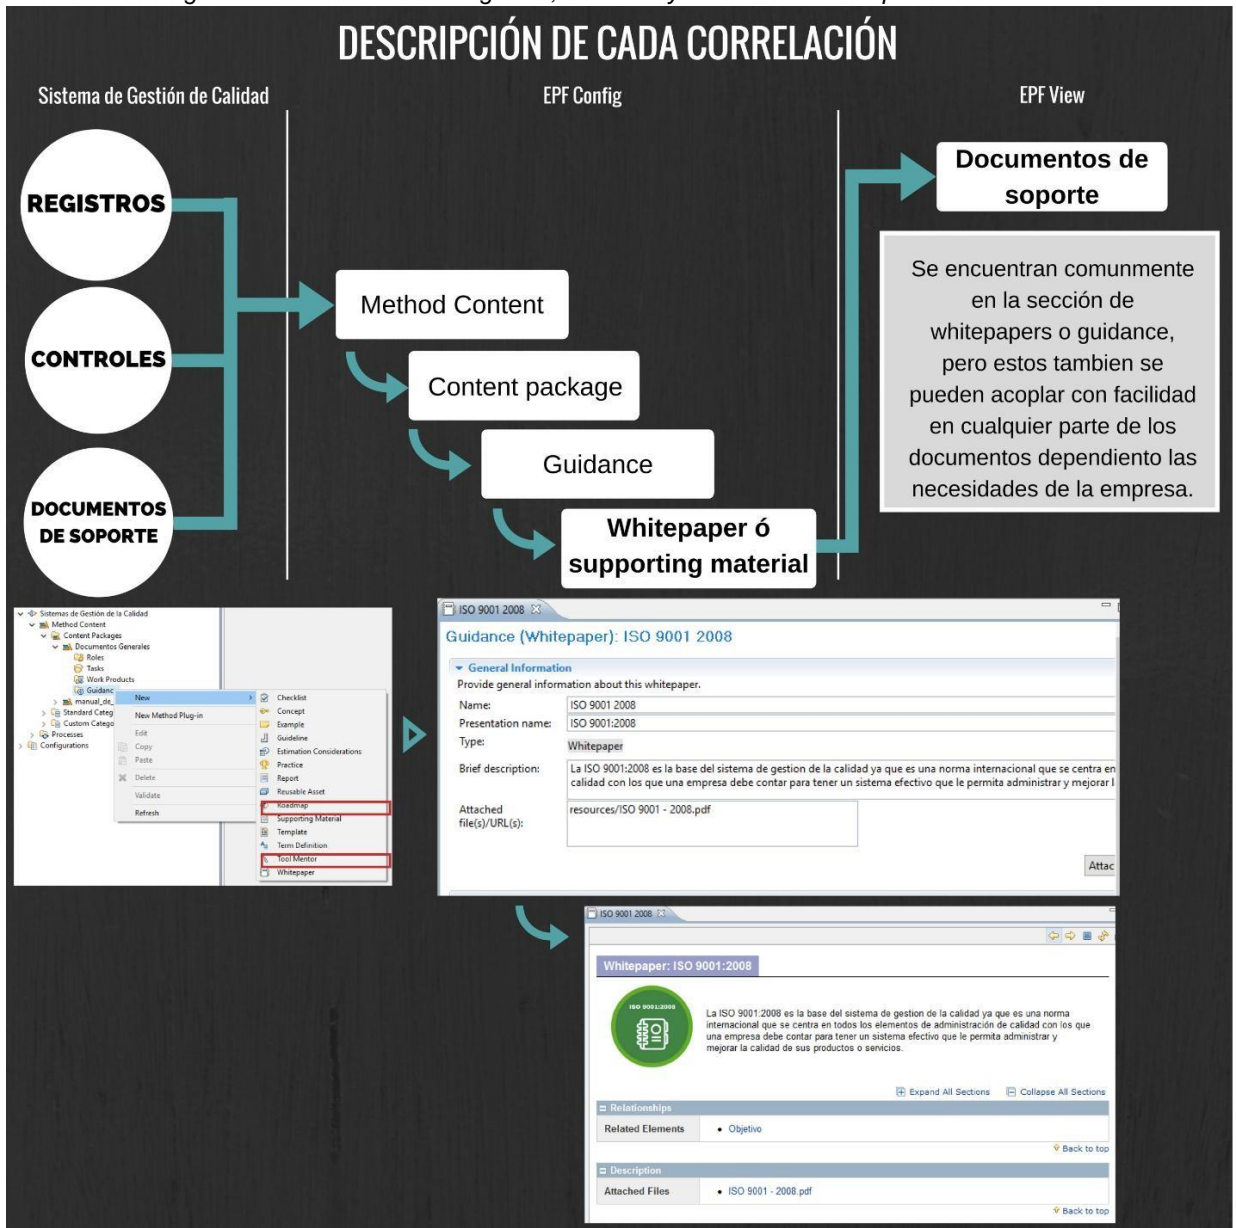 DESCRIPCIÓN DE CADA CORRELACIÓN
Sistema de Gestión de Calidad
EPF Config
EPF View
REGISTROS
CONTROLES
DOCUMENTOS
DE SOPORTE
Method Content
Content package
Guidance
Whitepaper ó
supporting material
Documentos de
soporte
Se encuentran comunmente
en la sección de
whitepapers o guidance,
pero estos tambien se
pueden acoplar con facilidad
en cualquier parte de los
documentos dependiento las
necesidades de la empresa.
Sistemas de Gestión de la Calidad
Method Content
Content Packages
Documentos Generales
Roles
Tasks
Work Products
Guidanc
manual_de_
Standard Categ
Custom Catego
Processes
Configurations
New
New Method Plug-in
Edit
Copy
Paste
Delete
Validate
Refresh
Checklist
Concept
Example
Guideline
Estimation Considerations
Practice
Report
Reusable Asset
Roadmap
Supporting Material
Template
Term Definition
Tool Mentor
Whitepaper
ISO 9001 2008
Guidance (Whitepaper): ISO 9001 2008
General Information
Provide general information about this whitepaper.
Name: ISO 9001 2008
Presentation name: ISO 9001:2008
Type: Whitepaper
Brief description: La ISO 9001:2008 es la base del sistema de gestion de la calidad ya que es una norma internacional que se centra en
calidad con los que una empresa debe contar para tener un sistema efectivo que le permita administrar y mejorar l
Attached
file(s)/URL(s):
resources/ISO 9001 - 2008.pdf
Attac
ISO 9001 2008
Whitepaper: ISO 9001:2008
ISO 9001:2008
La ISO 9001:2008 es la base del sistema de gestion de la calidad ya que es una norma
internacional que se centra en todos los elementos de administración de calidad con los que
una empresa debe contar para tener un sistema efectivo que le permita administrar y
mejorar la calidad de sus productos o servicios.
Expand All Sections Collapse All Sections
Relationships
Related Elements • Objetivo
Back to top
Description
Attached Files • ISO 9001 - 2008.pdf
Back to top